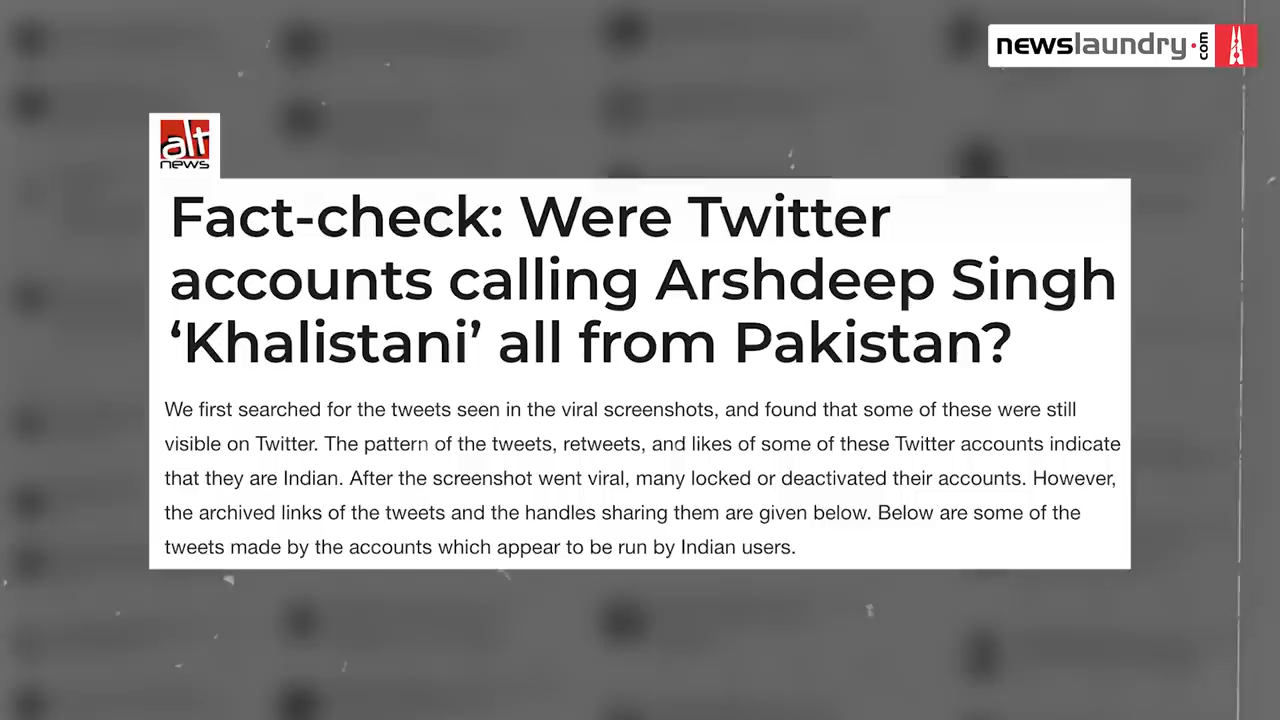 newslaundry.com
alt
news
Fact-check: Were Twitter
accounts calling Arshdeep Singh
‘Khalistani’ all from Pakistan?
We first searched for the tweets seen in the viral screenshots, and found that some of these were still
visible on Twitter. The pattern of the tweets, retweets, and likes of some of these Twitter accounts indicate
that they are Indian. After the screenshot went viral, many locked or deactivated their accounts. However,
the archived links of the tweets and the handles sharing them are given below. Below are some of the
tweets made by the accounts which appear to be run by Indian users.